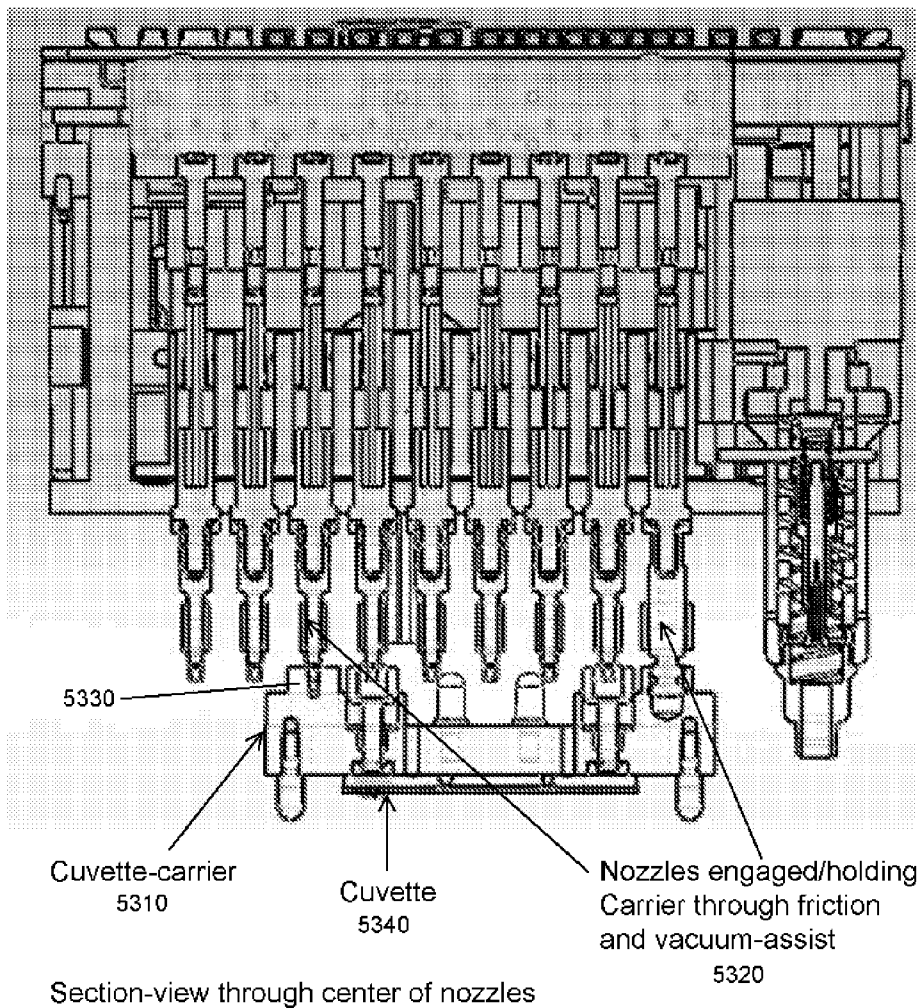 5330
Cuvette-carrier
5310
Cuvette
5340
Nozzles engaged/holding
Carrier through friction
and vacuum-assist
5320
Section-view through center of nozzles